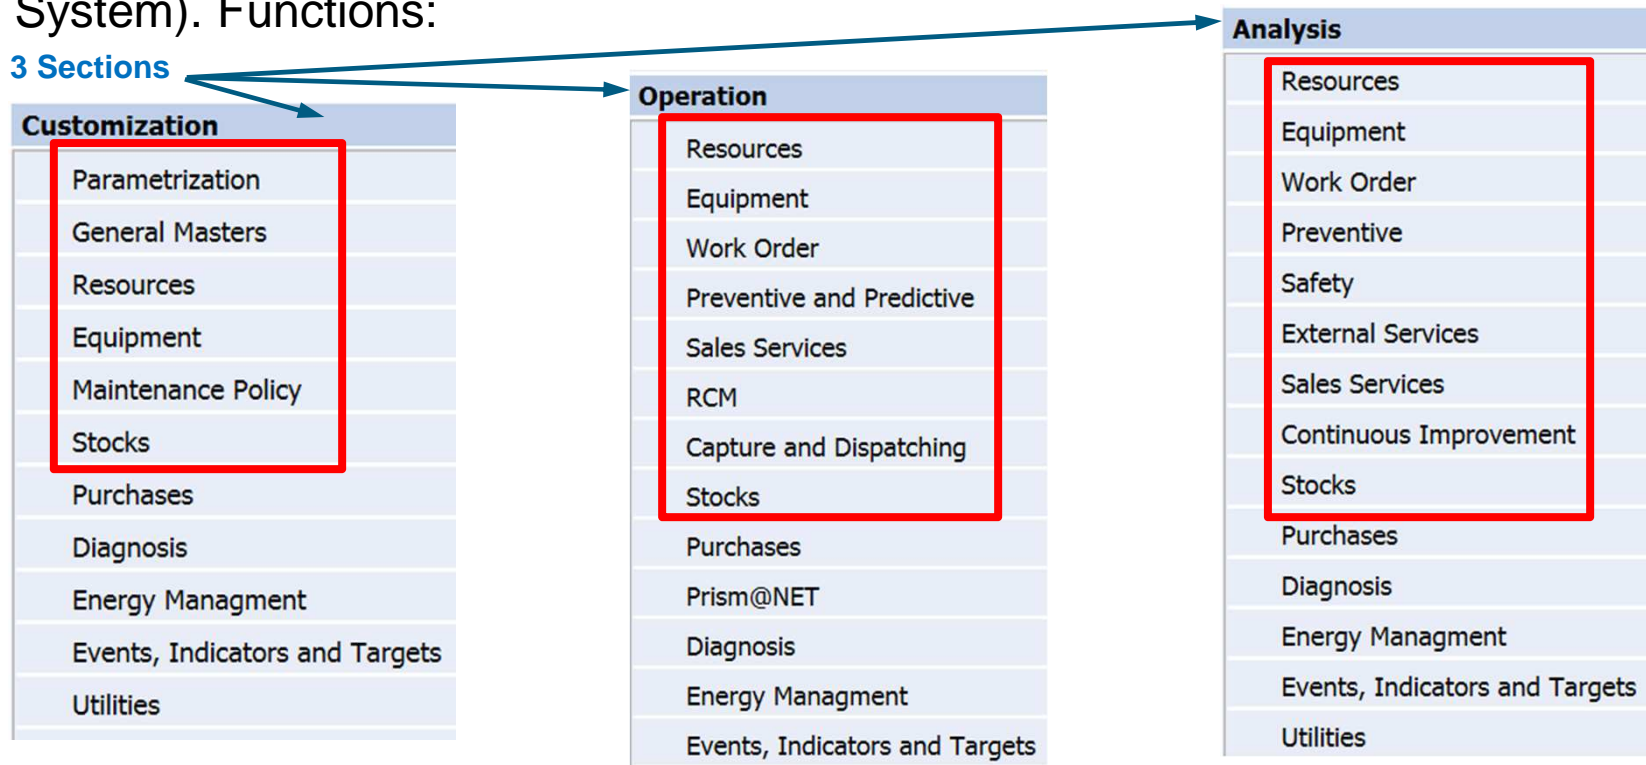 System). Functions:
3 Sections
Customization
Parametrization
General Masters
Resources
Equipment
Maintenance Policy
Stocks
Purchases
Diagnosis
Energy Managment
Events, Indicators and Targets
Utilities
Operation
Resources
Equipment
Work Order
Preventive and Predictive
Sales Services
RCM
Capture and Dispatching
Stocks
Purchases
Prism@NET
Diagnosis
Energy Managment
Events, Indicators and Targets
Analysis
Resources
Equipment
Work Order
Preventive
Safety
External Services
Sales Services
Continuous Improvement
Stocks
Purchases
Diagnosis
Energy Managment
Events, Indicators and Targets
Utilities